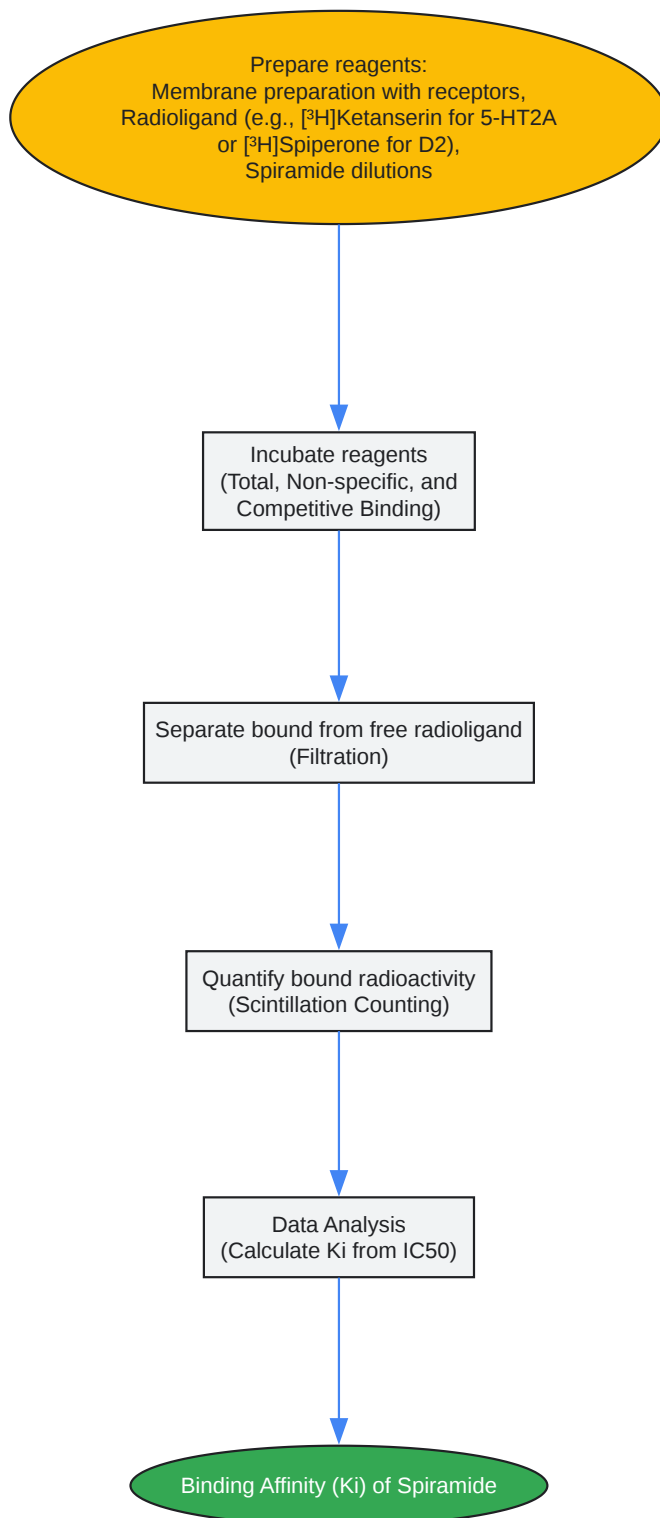 Prepare reagents:
Membrane preparation with receptors,
Radioligand (e.g., [³H]Ketanserin for 5-HT2A
or [³H]Spiperone for D2),
Spiramide dilutions
Incubate reagents
(Total, Non-specific, and
Competitive Binding)
Separate bound from free radioligand
(Filtration)
Quantify bound radioactivity
(Scintillation Counting)
Data Analysis
(Calculate Ki from IC50)
Binding Affinity (Ki) of Spiramide